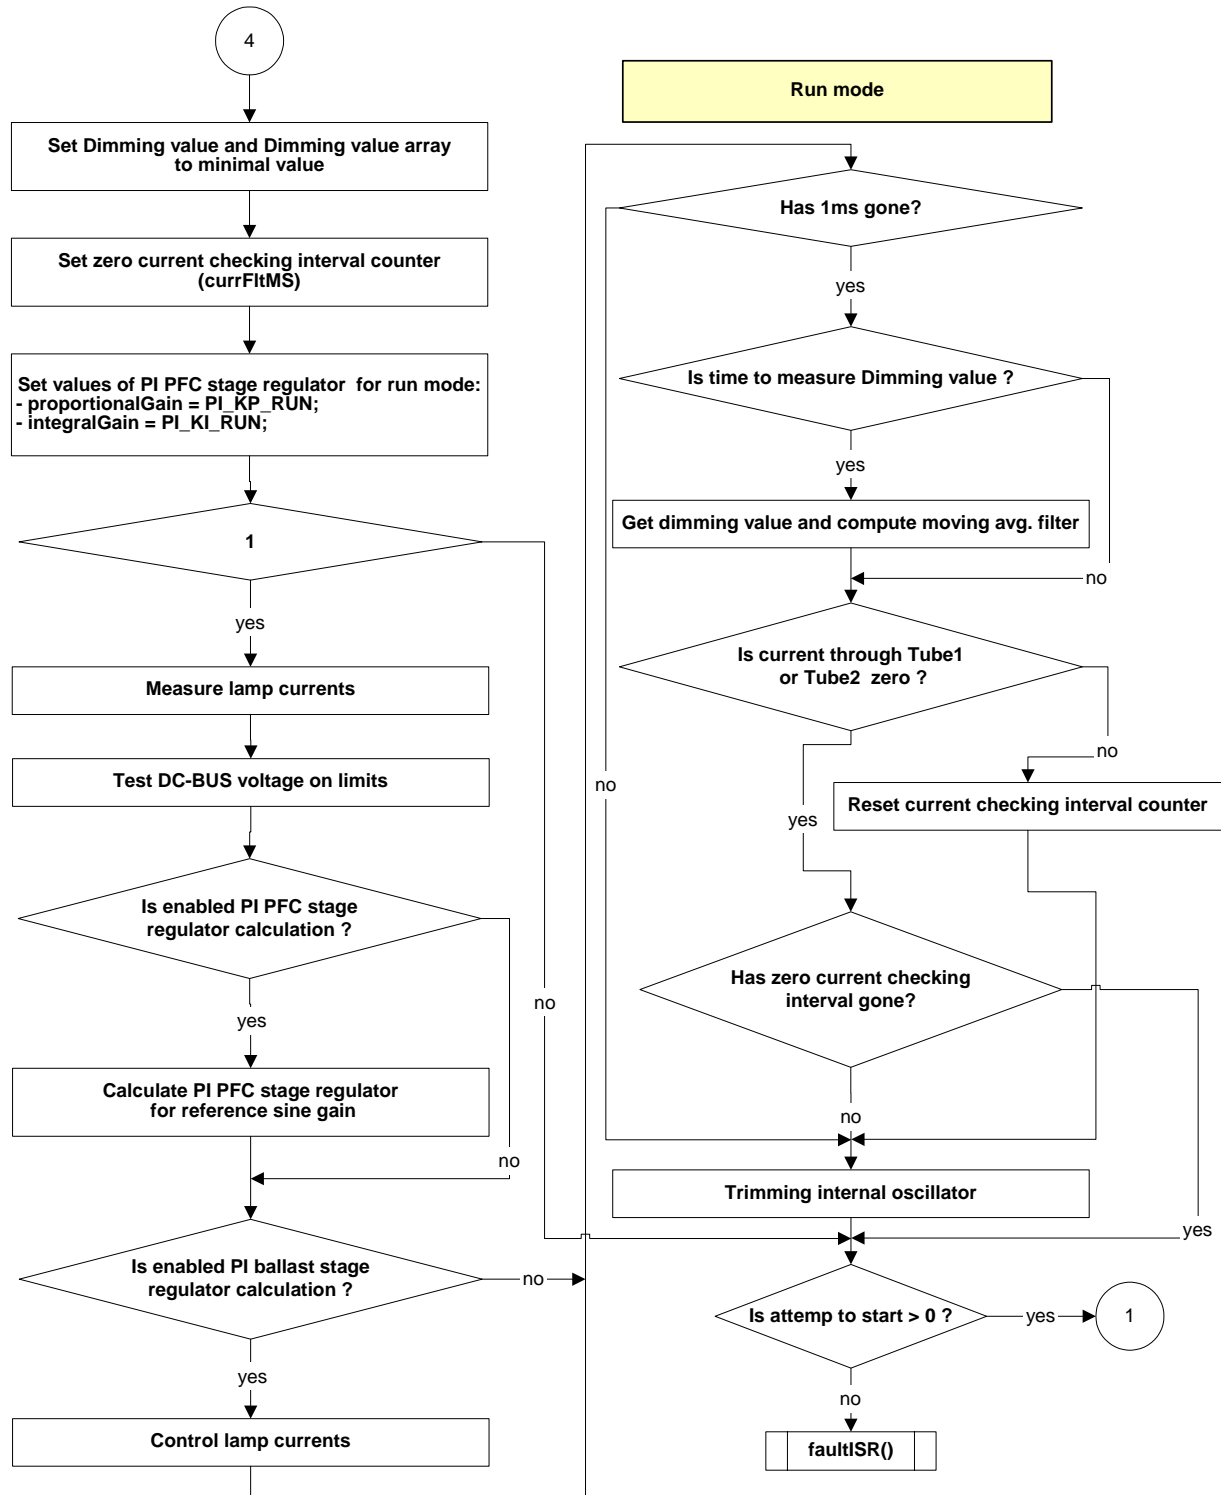 4
Set Dimming value and Dimming value array
to minimal value
Set zero current checking interval counter
(currFltMS)
Set values of PI PFC stage regulator for run mode:
- proportionalGain = PI_KP_RUN;
- integralGain = PI_KI_RUN;
1
yes
no
Measure lamp currents
Test DC-BUS voltage on limits
Is enabled PI PFC stage
regulator calculation ?
yes
no
Calculate PI PFC stage regulator
for reference sine gain
Is enabled PI ballast stage
regulator calculation ?
no
yes
Control lamp currents
Run mode
Has 1ms gone?
no
yes
Is time to measure Dimming value ?
yes
no
Get dimming value and compute moving avg. filter
Is current through Tube1
or Tube2 zero ?
no
yes
Reset current checking interval counter
Has zero current checking
interval gone?
no
yes
Trimming internal oscillator
Is attemp to start > 0 ?
yes
1
no
faultISR()